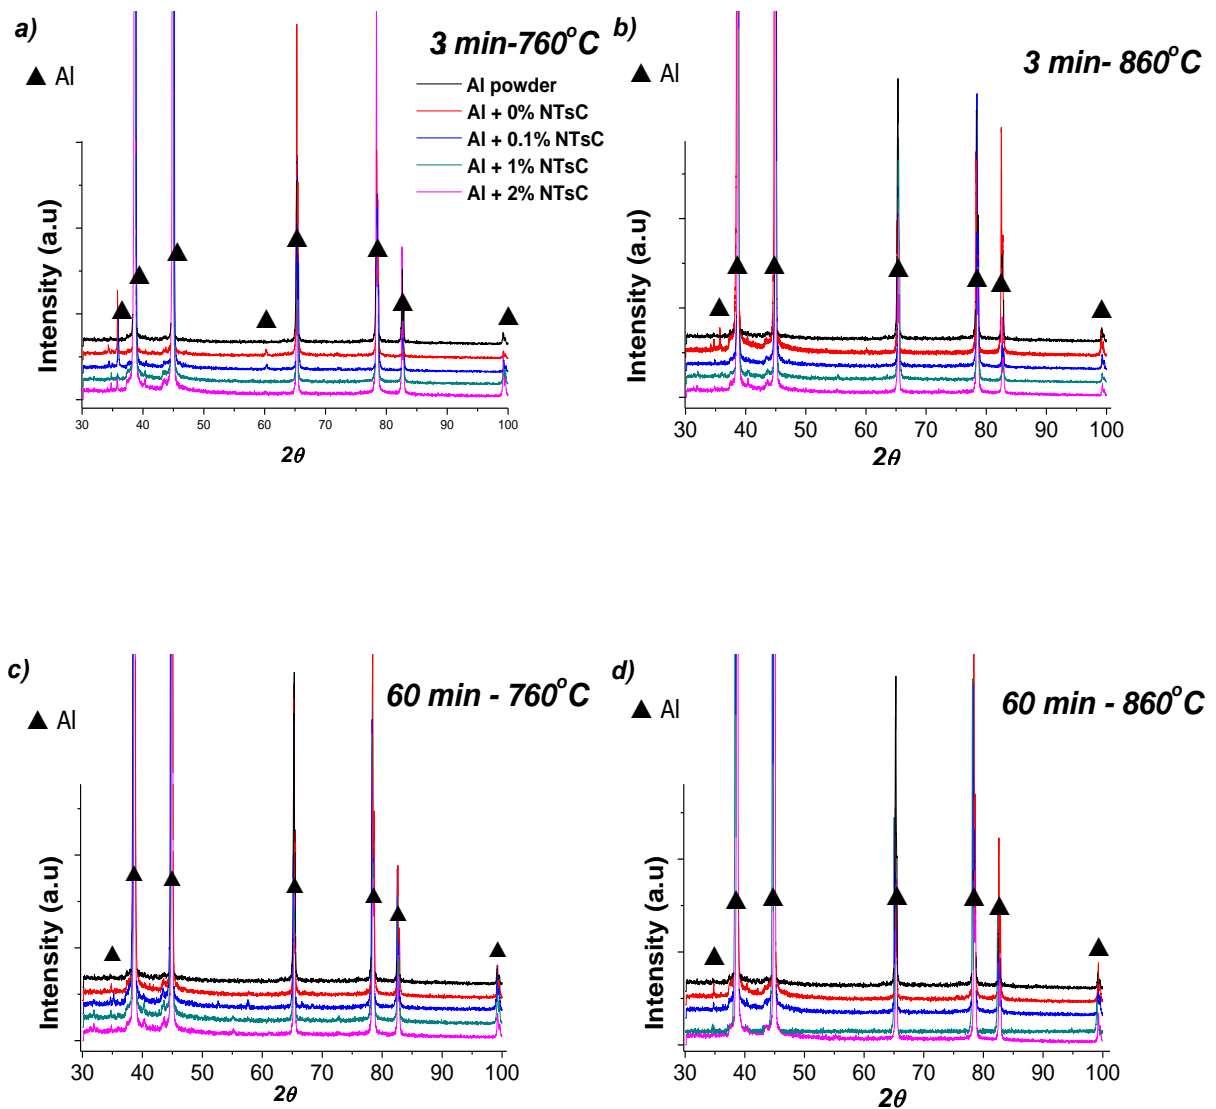 a)
3 min-760°C
▲ Al
Al powder
Al + 0% NTsC
Al + 0.1% NTsC
Al + 1% NTsC
Al + 2% NTsC
Intensity (a.u)
30 40 50 60 70 80 90 100
2θ
b)
3 min- 860°C
▲ Al
Intensity (a.u)
30 40 50 60 70 80 90 100
2θ
c)
60 min - 760°C
▲ Al
Intensity (a.u)
30 40 50 60 70 80 90 100
2θ
d)
60 min - 860°C
▲ Al
Intensity (a.u)
30 40 50 60 70 80 90 100
2θ